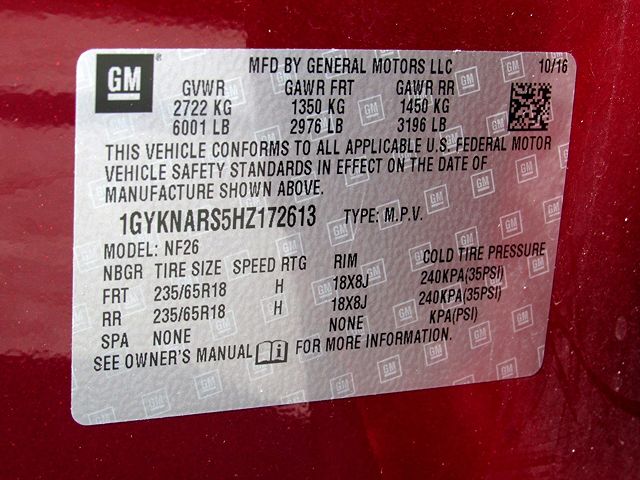 GM MFD BY GENERAL MOTORS LLC 10/16
GVWR GAWR FRT GAWR RR
2722 KG 1350 KG 1450 KG
6001 LB 2976 LB 3196 LB
THIS VEHICLE CONFORMS TO ALL APPLICABLE U.S. FEDERAL MOTOR
VEHICLE SAFETY STANDARDS IN EFFECT ON THE DATE OF
MANUFACTURE SHOWN ABOVE.
1GYKNARS5HZ172613 TYPE: M.P.V.
MODEL: NF26
NBGR TIRE SIZE SPEED RTG RIM COLD TIRE PRESSURE
FRT 235/65R18 H 18X8J 240KPA(35PSI)
RR 235/65R18 H 18X8J 240KPA(35PSI)
SPA NONE NONE KPA(PSI)
SEE OWNER'S MANUAL FOR MORE INFORMATION.